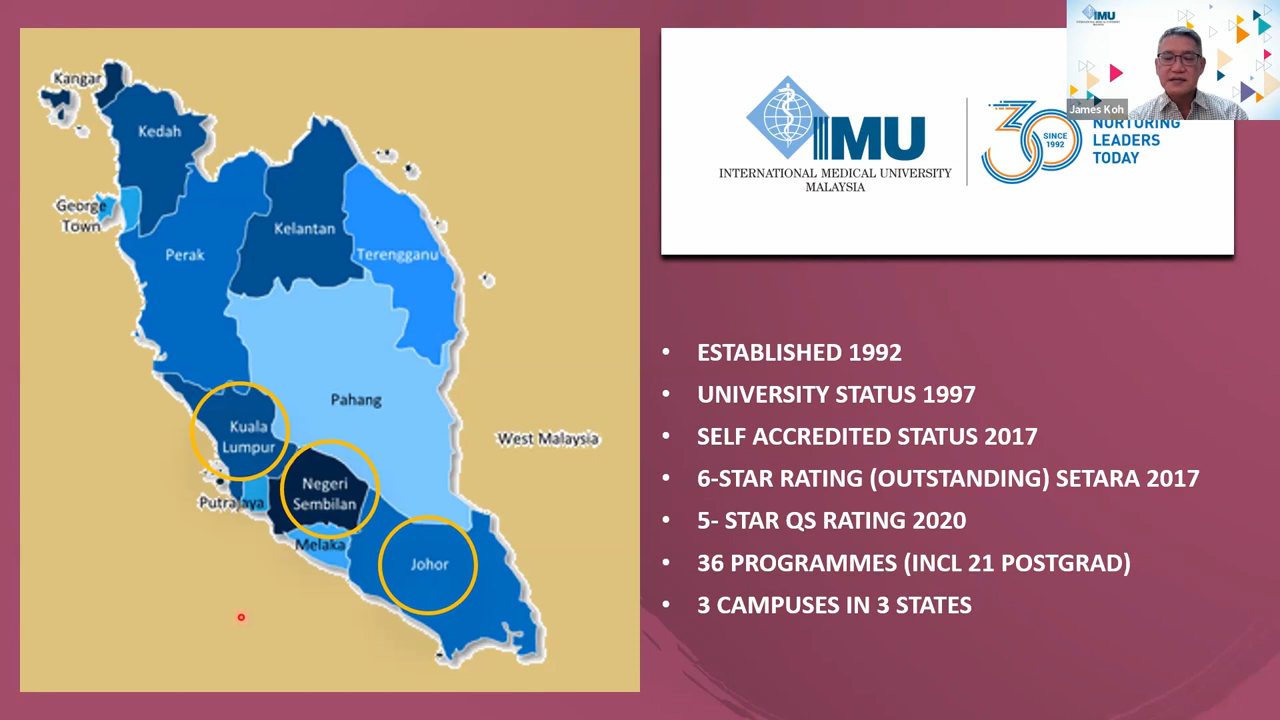 Kangar
Kedah
George
Town
Perak
Kelantan
Terengganu
Pahang
Kuala
Lumpur
West Malaysia
Negeri
Sembilan
Putrajaya
Melaka
Johor
IMU
INTERNATIONAL MEDICAL UNIVERSITY
MALAYSIA
30
SINCE
1992
NURTURING
LEADERS
TODAY
IMU
James Koh
• ESTABLISHED 1992
• UNIVERSITY STATUS 1997
• SELF ACCREDITED STATUS 2017
• 6-STAR RATING (OUTSTANDING) SETARA 2017
• 5- STAR QS RATING 2020
• 36 PROGRAMMES (INCL 21 POSTGRAD)
• 3 CAMPUSES IN 3 STATES